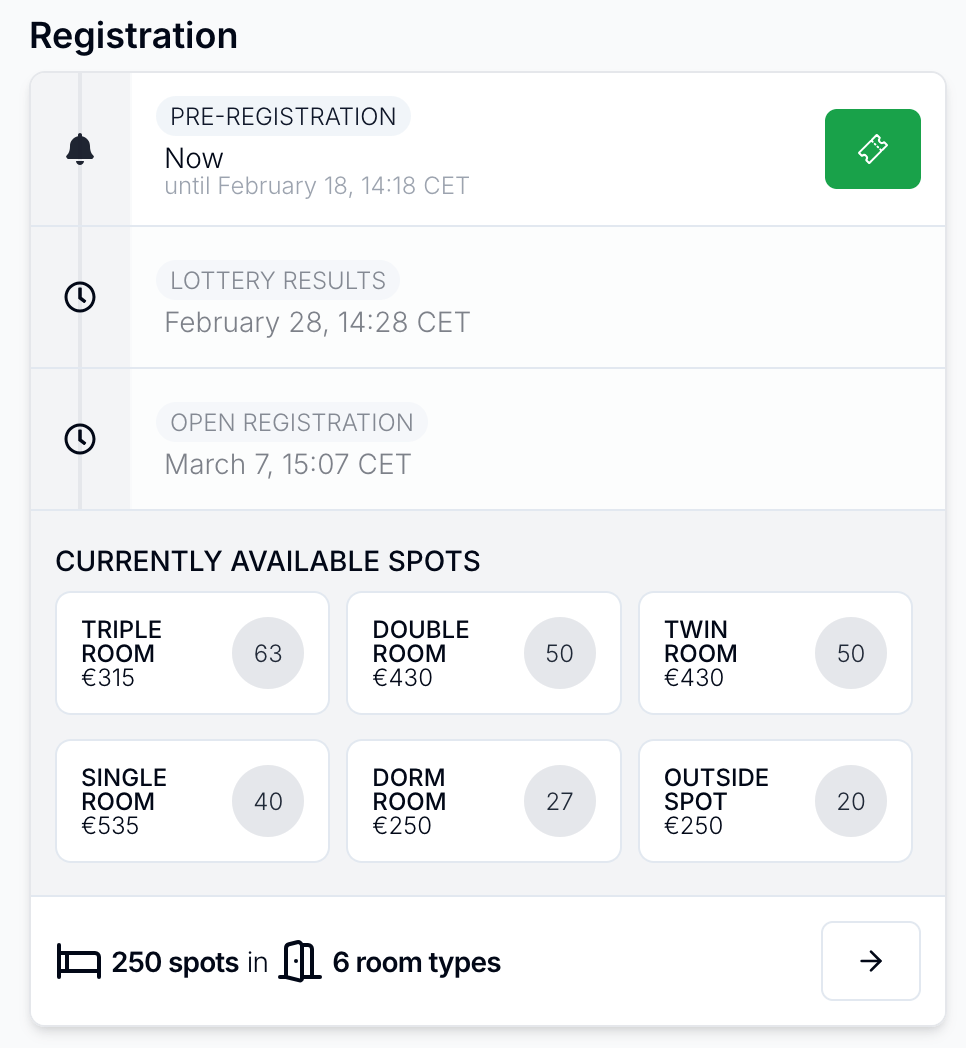 Registration
PRE-REGISTRATION
Now
until February 18, 14:18 CET
LOTTERY RESULTS
February 28, 14:28 CET
OPEN REGISTRATION
March 7, 15:07 CET
CURRENTLY AVAILABLE SPOTS
TRIPLE
ROOM
€315
63
DOUBLE
ROOM
€430
50
TWIN
ROOM
€430
50
SINGLE
ROOM
€535
40
DORM
ROOM
€250
27
OUTSIDE
SPOT
€250
20
250 spots in 6 room types